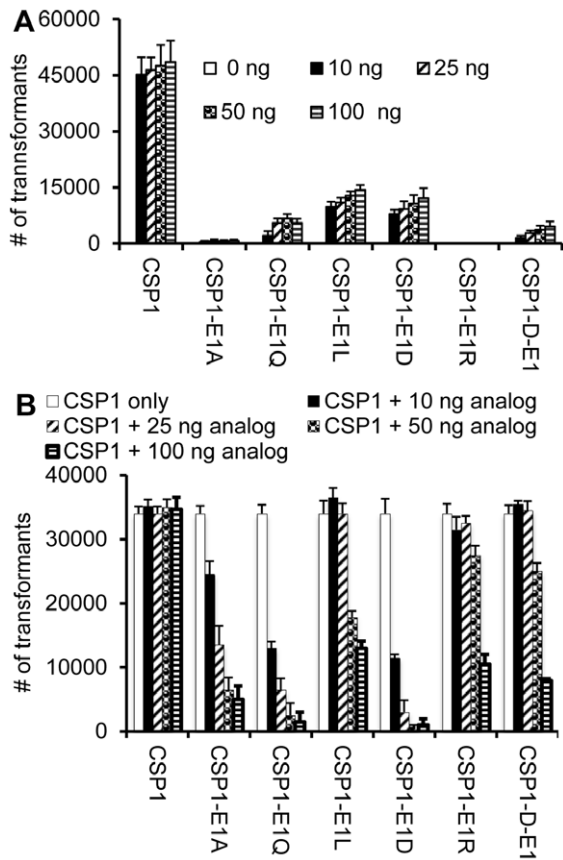 A
60000
45000
30000
15000
0
# of trannsformants
0 ng 10 ng 25 ng
50 ng 100 ng
CSP1
CSP1-E1A
CSP1-E1Q
CSP1-E1L
CSP1-E1D
CSP1-E1R
CSP1-D-E1
B
CSP1 only CSP1 + 10 ng analog
CSP1 + 25 ng analog CSP1 + 50 ng analog
CSP1 + 100 ng analog
40000
30000
20000
10000
0
# of transformants
CSP1
CSP1-E1A
CSP1-E1Q
CSP1-E1L
CSP1-E1D
CSP1-E1R
CSP1-D-E1